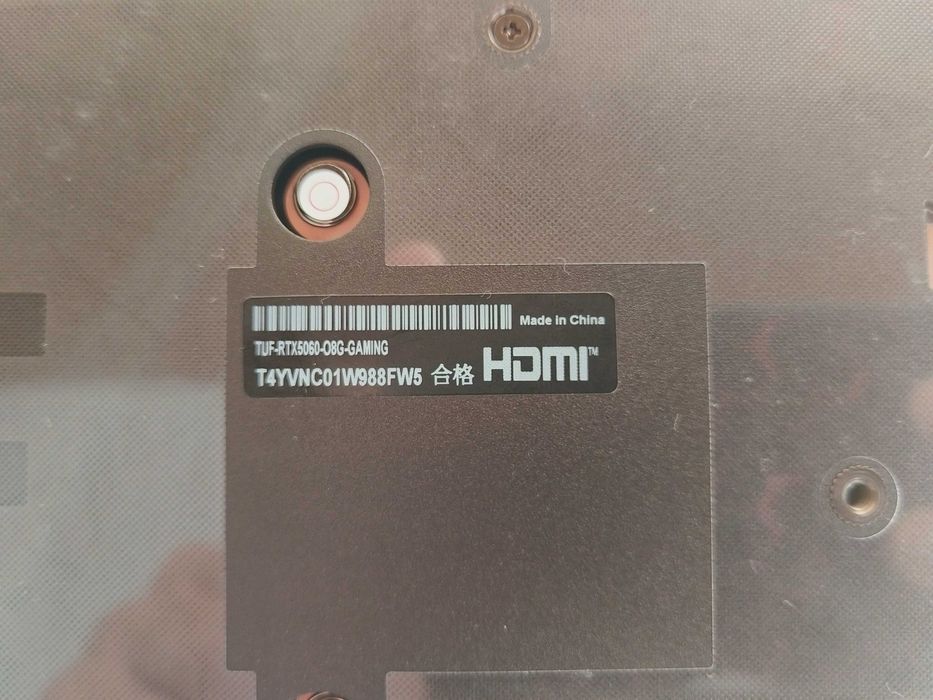 Made in China
TUF-RTX5060-O8G-GAMING
T4YVNC01W988FW5 合格 HDMI™